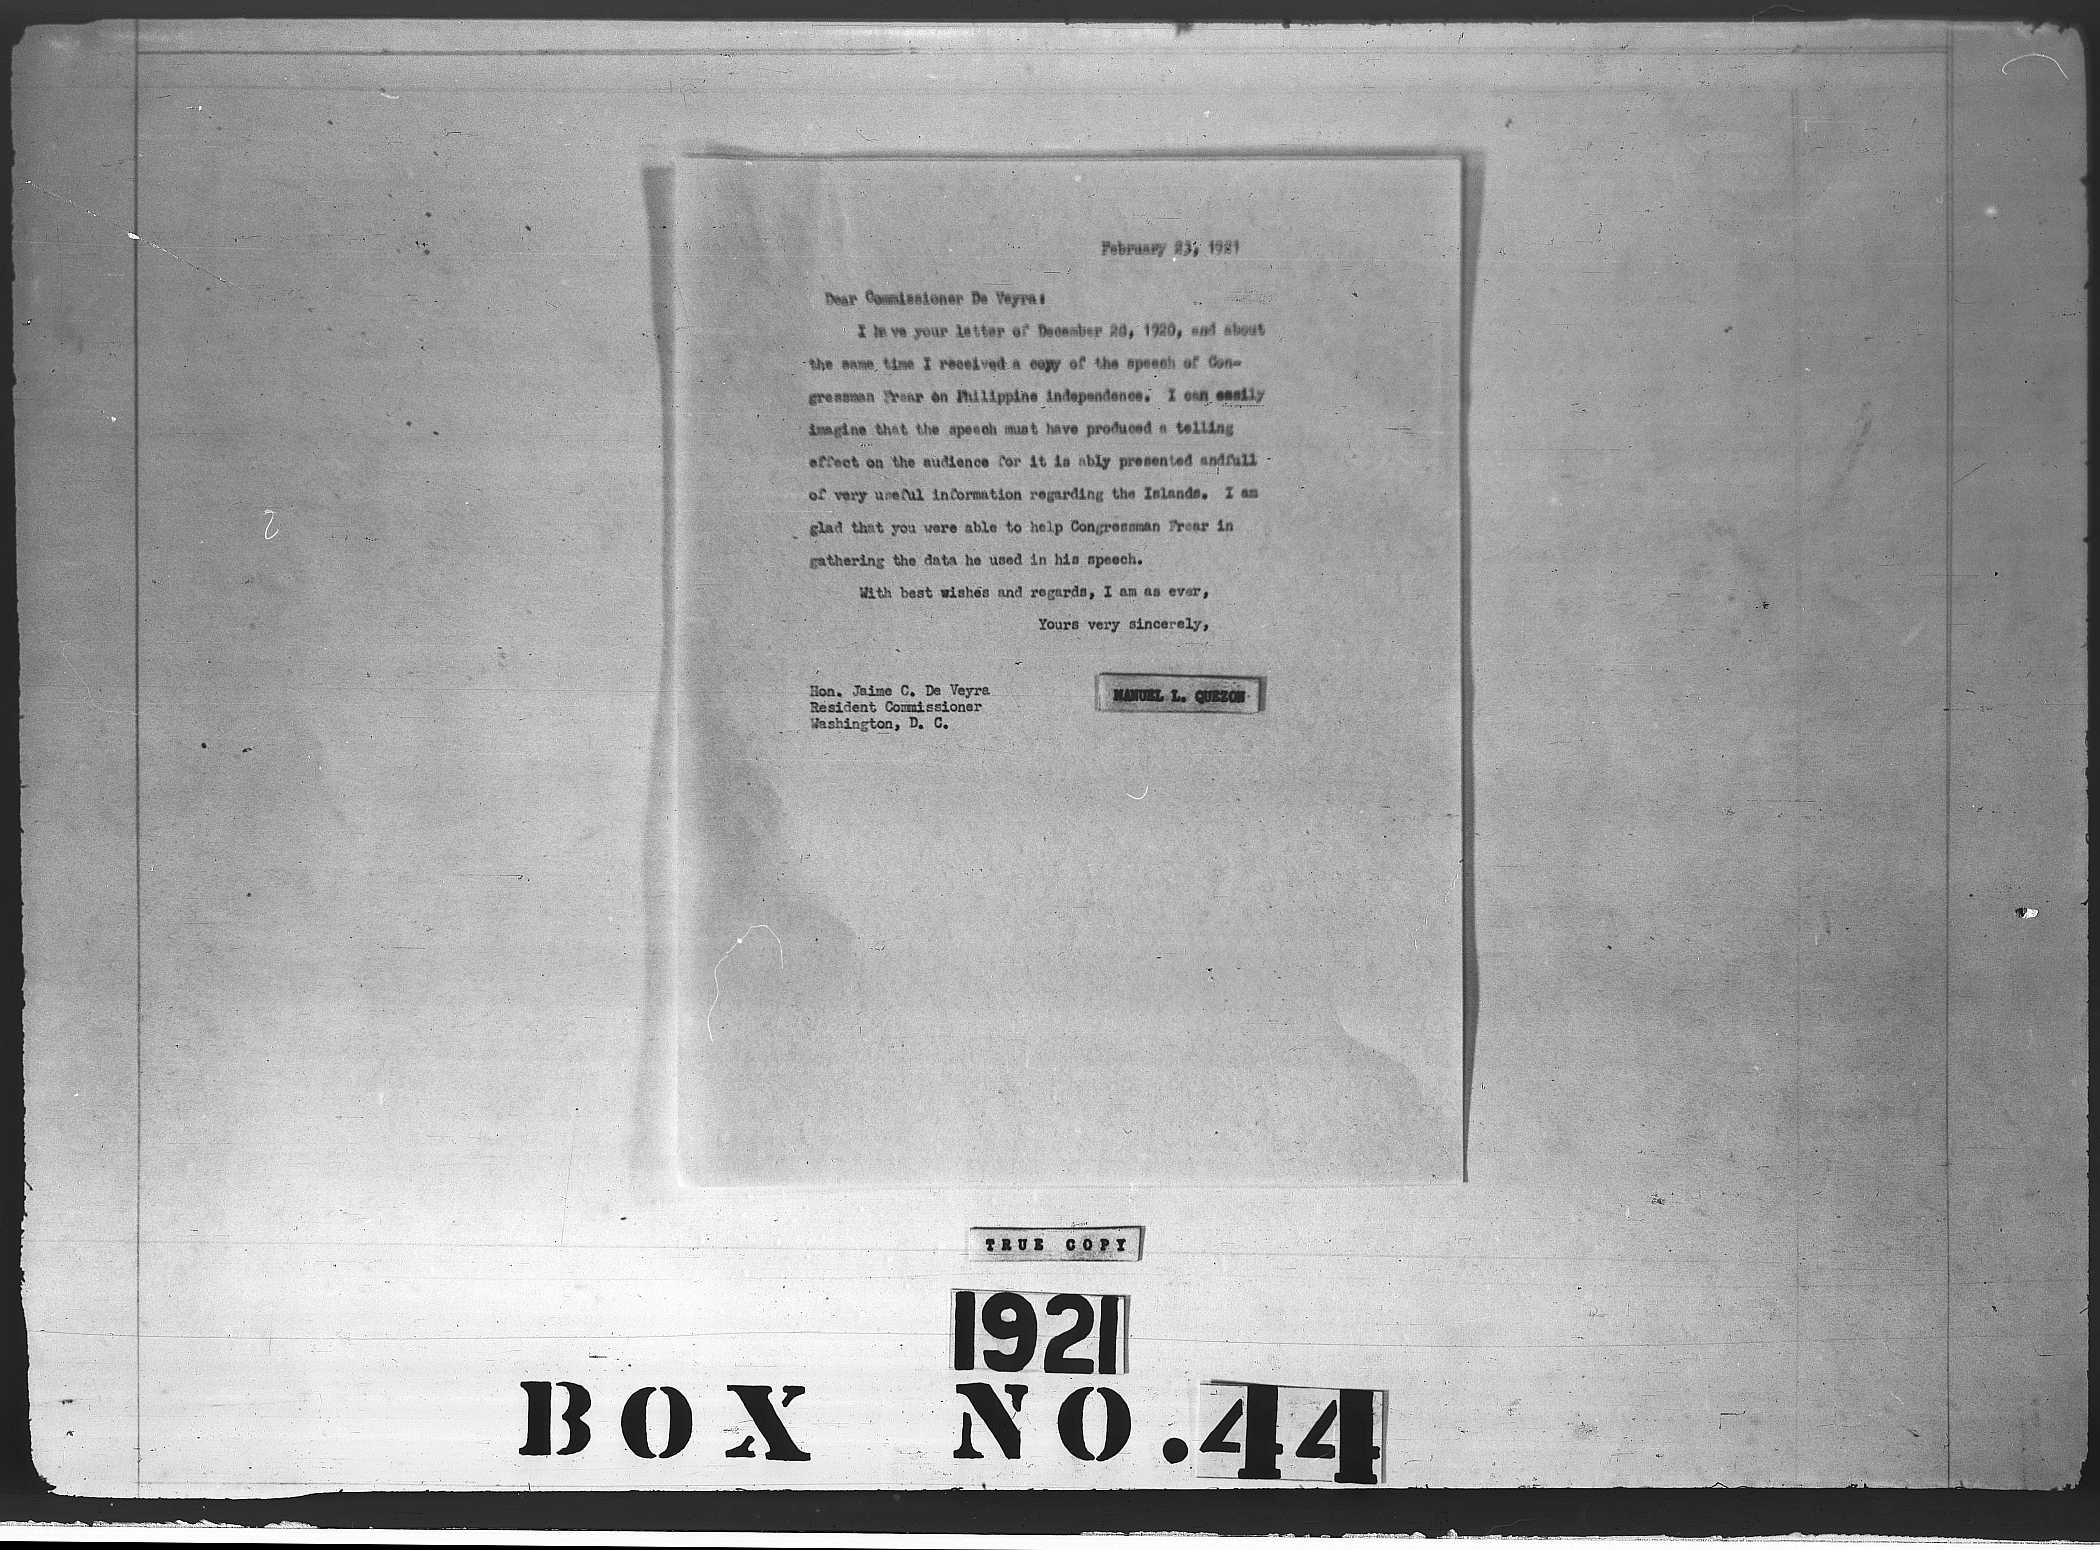 February 23, 1921
Dear Commissioner De Veyra:
I have your letter of December 28, 1920, and about
the same time I received a copy of the speech of Con-
gressman Frear on Philippine independence. I can easily
imagine that the speech must have produced a telling
effect on the audience for it is ably presented andfull
of very useful information regarding the Islands. I am
glad that you were able to help Congressman Frear in
gathering the data he used in his speech.
With best wishes and regards, I am as ever,
Yours very sincerely,
MANUEL L. QUEZON
Hon. Jaime C. De Veyra
Resident Commissioner
Washington, D. C.
TRUE COPY
1921
BOX NO. 44